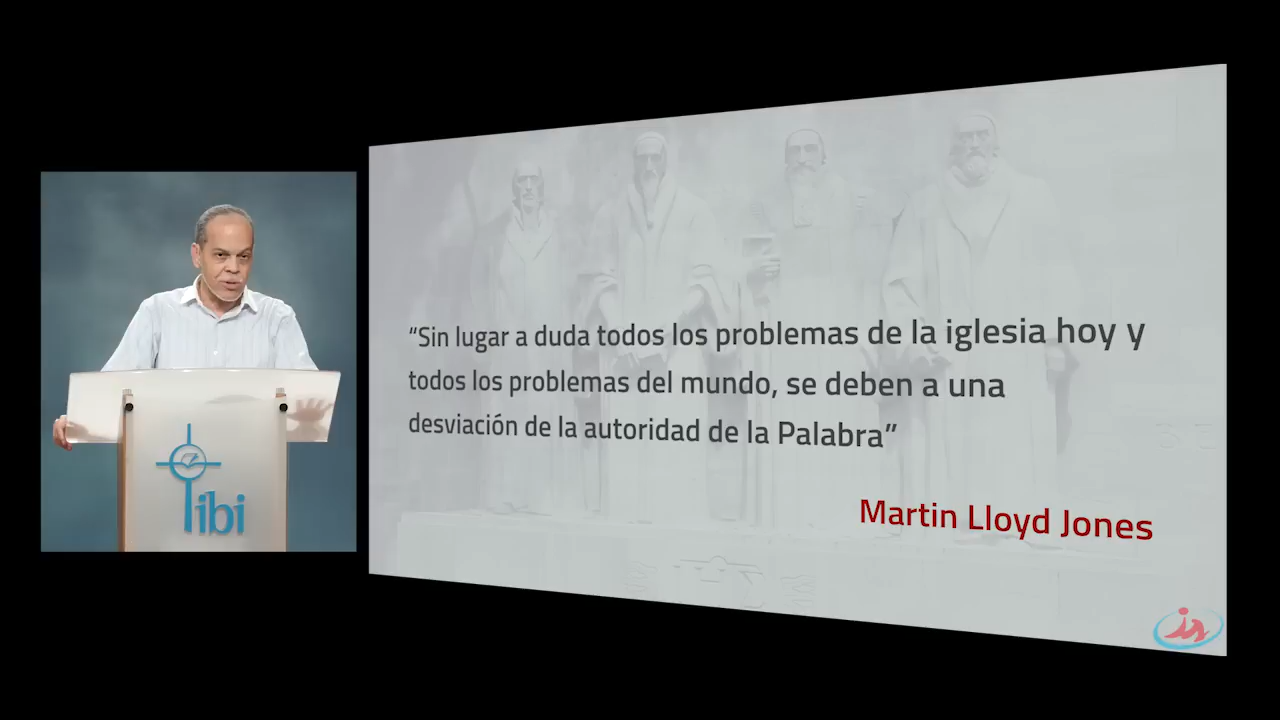 ibi
“Sin lugar a duda todos los problemas de la iglesia hoy y
todos los problemas del mundo, se deben a una
desviación de la autoridad de la Palabra”
Martin Lloyd Jones